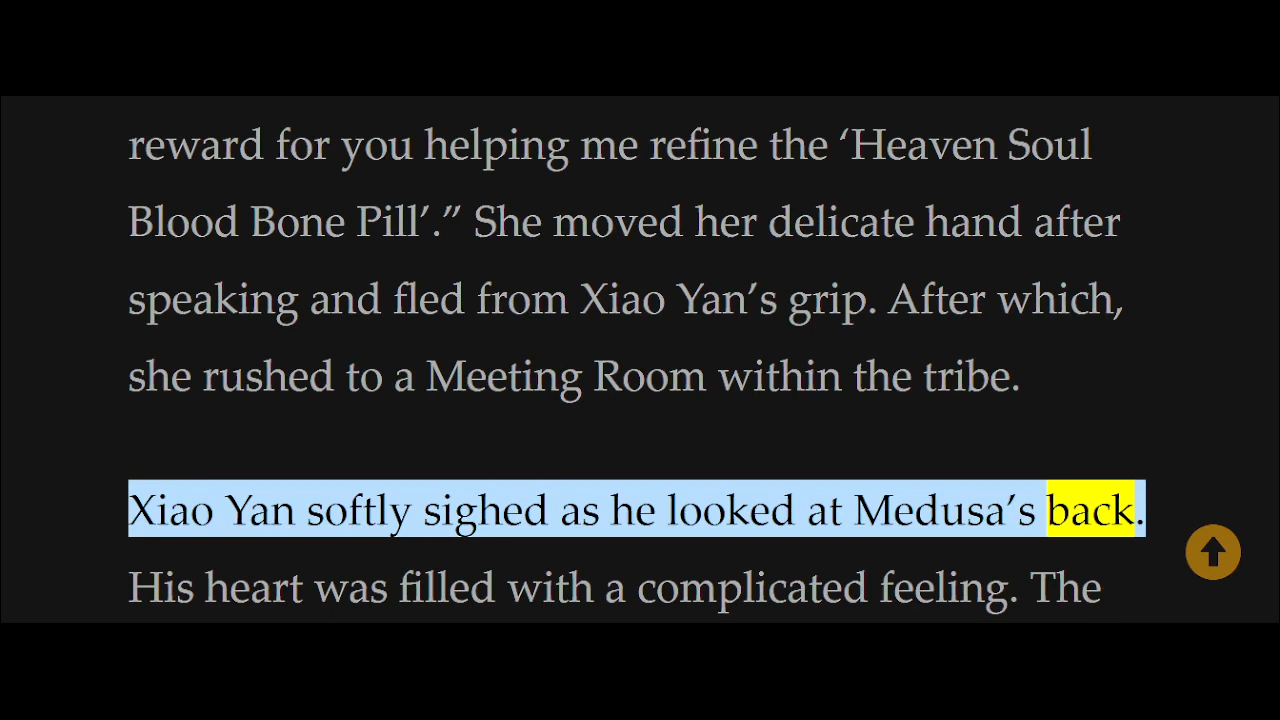 reward for you helping me refine the ‘Heaven Soul
Blood Bone Pill’.” She moved her delicate hand after
speaking and fled from Xiao Yan’s grip. After which,
she rushed to a Meeting Room within the tribe.
Xiao Yan softly sighed as he looked at Medusa’s back.
His heart was filled with a complicated feeling. The